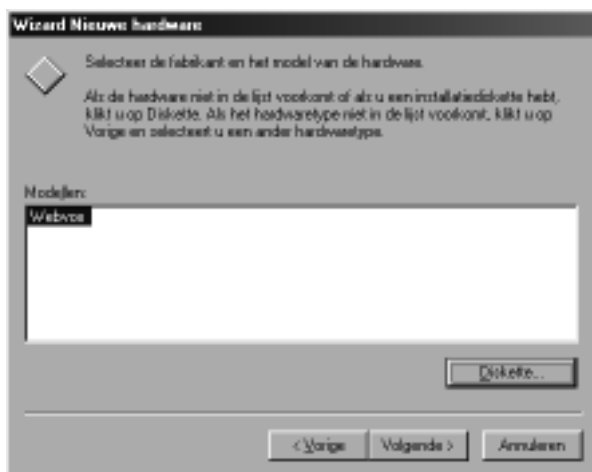 Wizard Nieuwe hardware
Selecteer de fabrikant en het model van de hardware.
Als de hardware niet in de lijst voorkomt of als u een installatiediskette hebt,
klikt u op Diskette. Als het hardwaretype niet in de lijst voorkomt, klikt u op
Vorige en selecteert u een ander hardwaretype.
Modellen:
Webvox
Diskette...
< Vorige
Volgende >
Annuleren